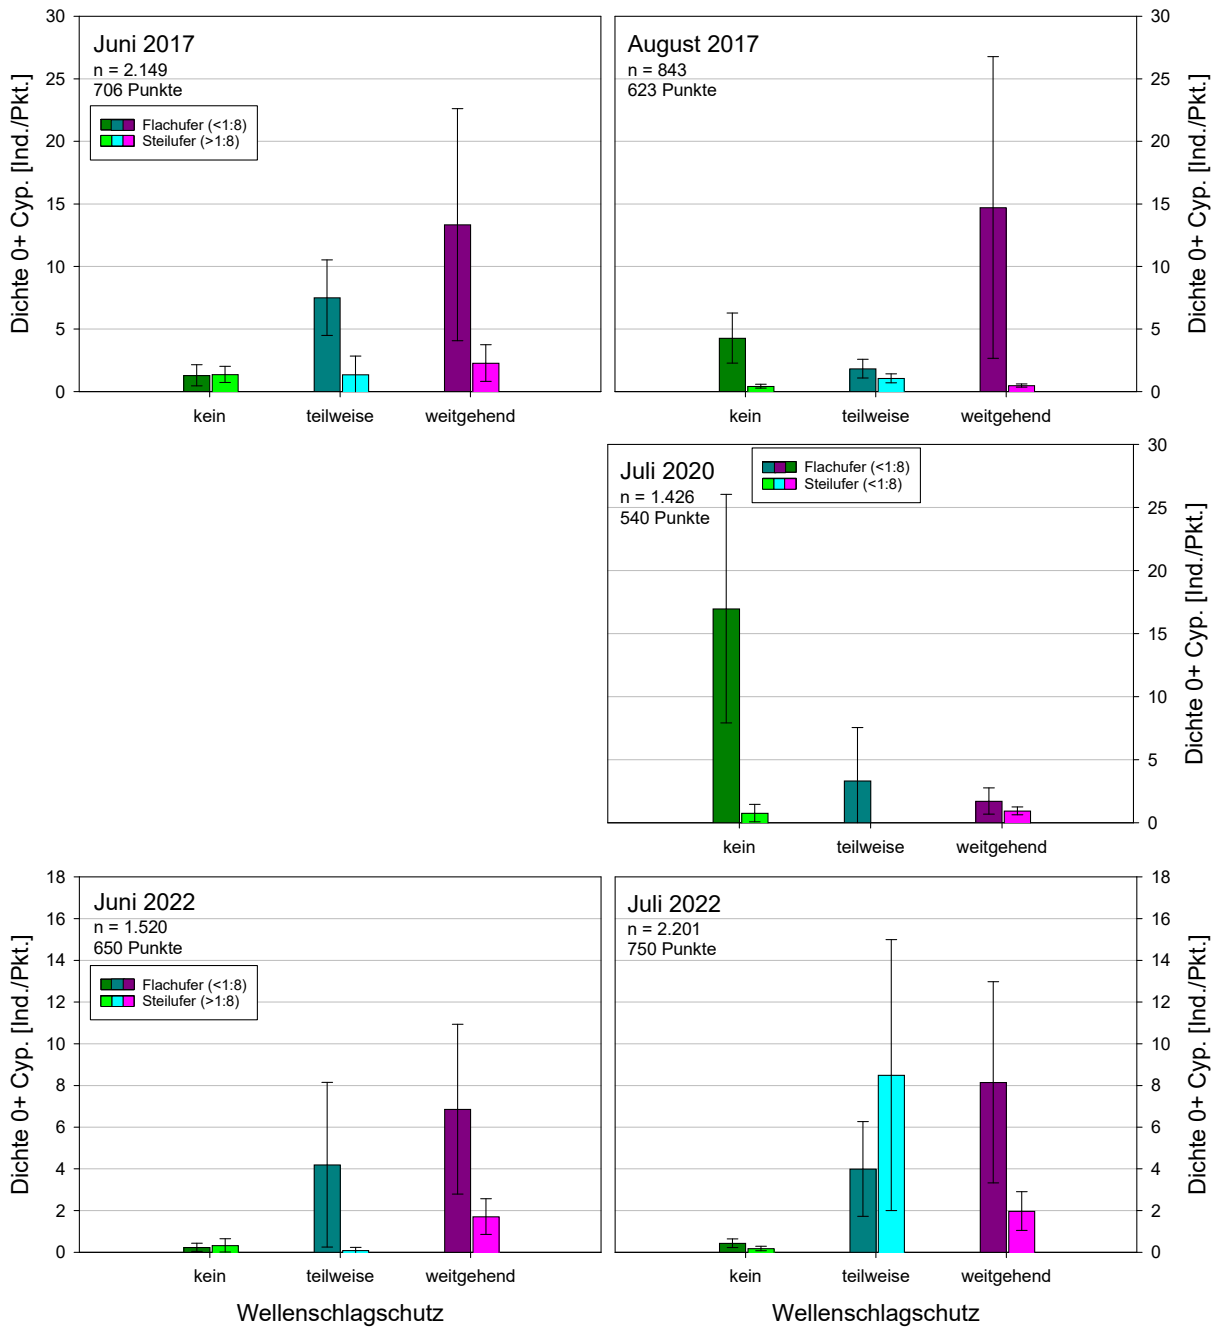 Juni 2017
n = 2.149
706 Punkte
Flachufer (<1:8)
Steilufer (>1:8)
Dichte 0+ Cyp. [Ind./Pkt.]
30
25
20
15
10
5
0
kein teilweise weitgehend
August 2017
n = 843
623 Punkte
30
25
20
15
10
5
0
Dichte 0+ Cyp. [Ind./Pkt.]
kein teilweise weitgehend
Juli 2020
n = 1.426
540 Punkte
Flachufer (<1:8)
Steilufer (<1:8)
30
25
20
15
10
5
0
Dichte 0+ Cyp. [Ind./Pkt.]
kein teilweise weitgehend
Juni 2022
n = 1.520
650 Punkte
Flachufer (<1:8)
Steilufer (>1:8)
Dichte 0+ Cyp. [Ind./Pkt.]
18
16
14
12
10
8
6
4
2
0
kein teilweise weitgehend
Wellenschlagschutz
Juli 2022
n = 2.201
750 Punkte
18
16
14
12
10
8
6
4
2
0
Dichte 0+ Cyp. [Ind./Pkt.]
kein teilweise weitgehend
Wellenschlagschutz